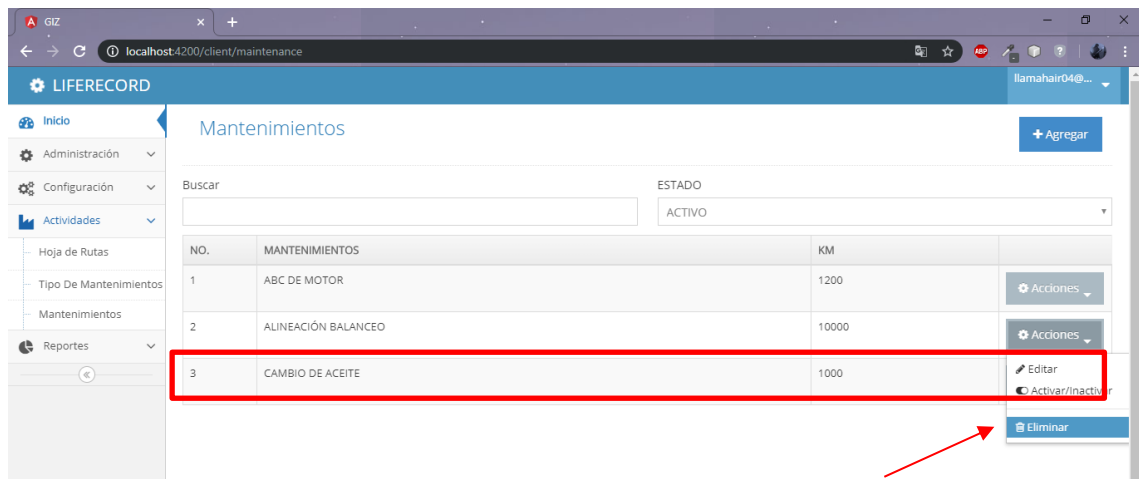 GIZ
localhost:4200/client/maintenance
ABP
LIFERECORD
llamahair04@...
Inicio
Administración
Configuración
Actividades
Hoja de Rutas
Tipo De Mantenimientos
Mantenimientos
Reportes
Mantenimientos
+ Agregar
Buscar
ESTADO
ACTIVO
NO. MANTENIMIENTOS KM
1 ABC DE MOTOR 1200 Acciones
2 ALINEACIÓN BALANCEO 10000 Acciones
3 CAMBIO DE ACEITE 1000
Editar
Activar/Inactivar
Eliminar